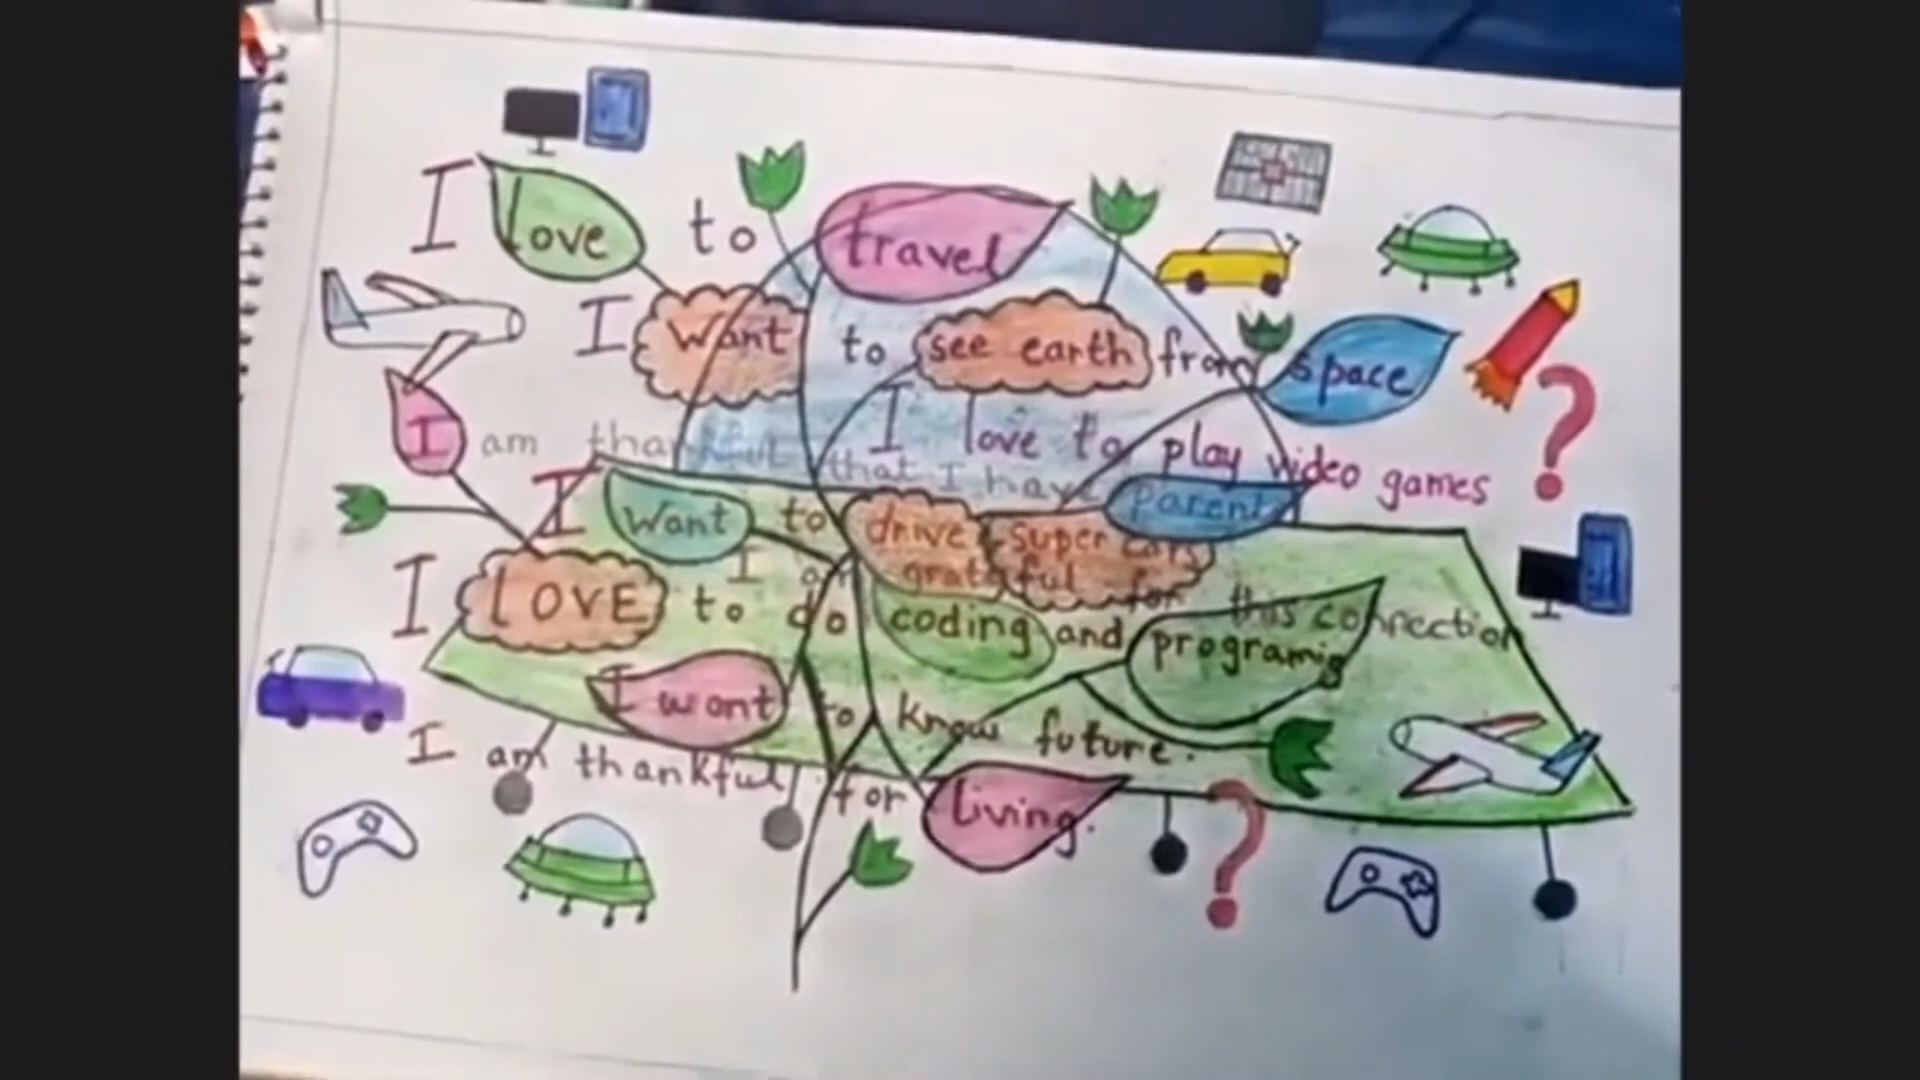 I love to travel
I want to see earth from space
I love to play video games
I am thankful that I have parent
I want to drive super cars
I am grateful for this connection
I LOVE to do coding and programig
I want to know future.
I am thankful for living.